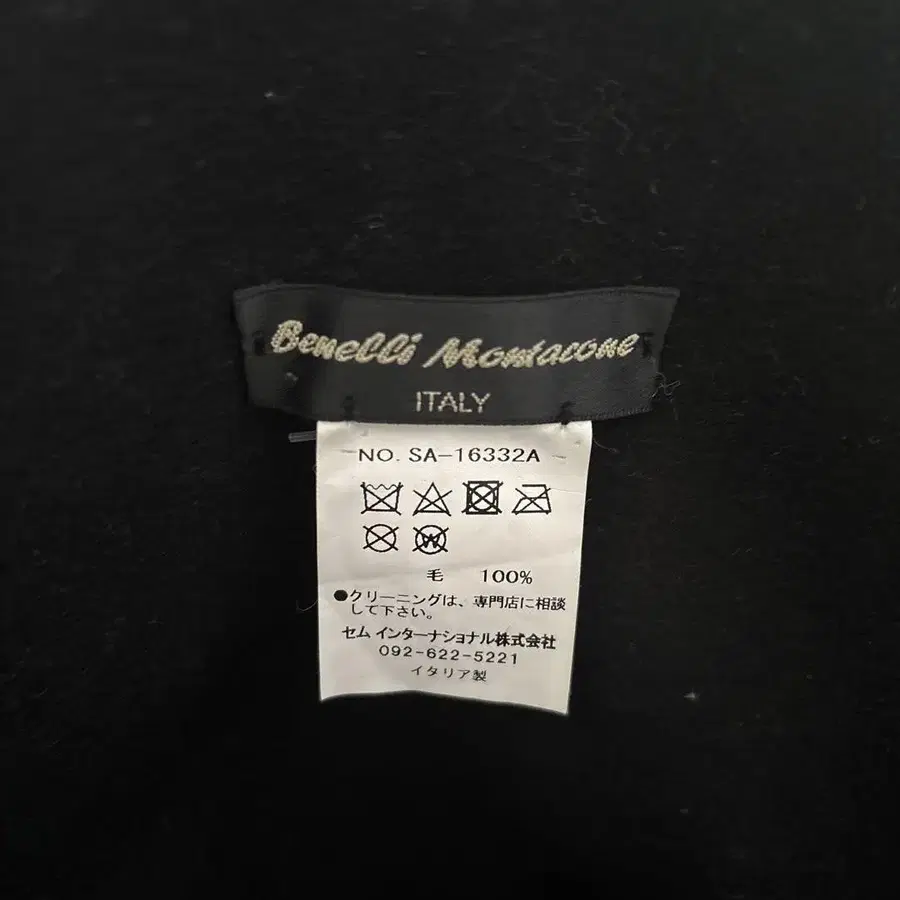 Benelli Montacone
ITALY
NO. SA-16332A
W
毛 100%
●クリーニングは、専門店に相談
して下さい。
セム インターナショナル株式会社
092-622-5221
イタリア製